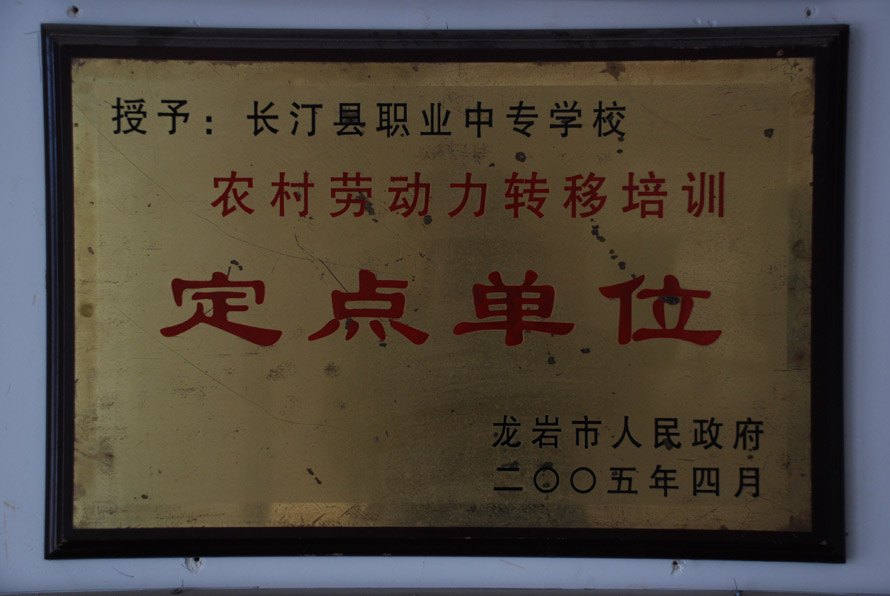 授予：长汀县职业中专学校
农村劳动力转移培训
定点单位
龙岩市人民政府
二〇〇五年四月